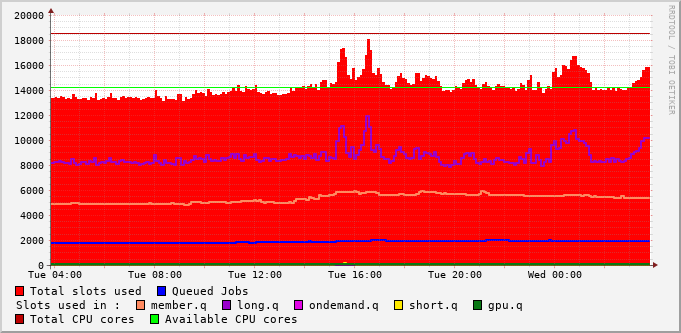 20000
18000
16000
14000
12000
10000
8000
6000
4000
2000
0
Tue 04:00 Tue 08:00 Tue 12:00 Tue 16:00 Tue 20:00 Wed 00:00
Total slots used Queued Jobs
Slots used in : member.q long.q ondemand.q short.q gpu.q
Total CPU cores Available CPU cores
RRDTOOL / TOBI OETIKER